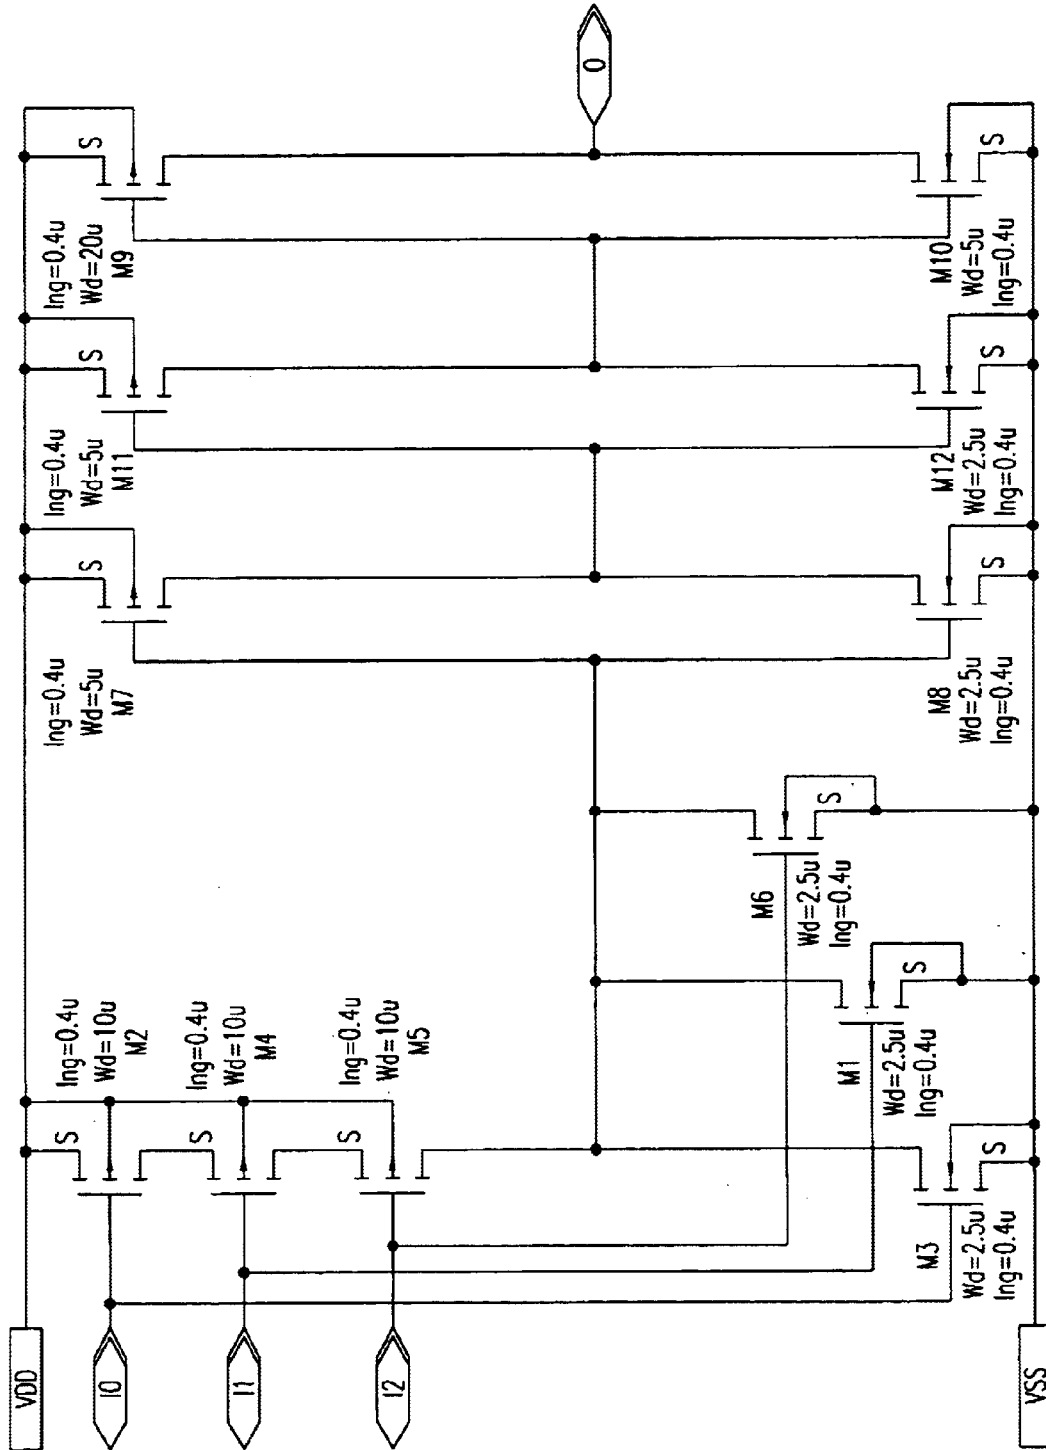 VDD
I0
I1
I2
lng=0.4u
Wd=10u
M2
S
lng=0.4u
Wd=10u
M4
S
lng=0.4u
Wd=10u
M5
S
M3
Wd=2.5u
lng=0.4u
S
M1
Wd=2.5u
lng=0.4u
S
M6
Wd=2.5u
lng=0.4u
S
lng=0.4u
Wd=5u
M7
S
M8
Wd=2.5u
lng=0.4u
S
lng=0.4u
Wd=5u
M11
S
M12
Wd=2.5u
lng=0.4u
S
lng=0.4u
Wd=20u
M9
S
M10
Wd=5u
lng=0.4u
S
O
VSS